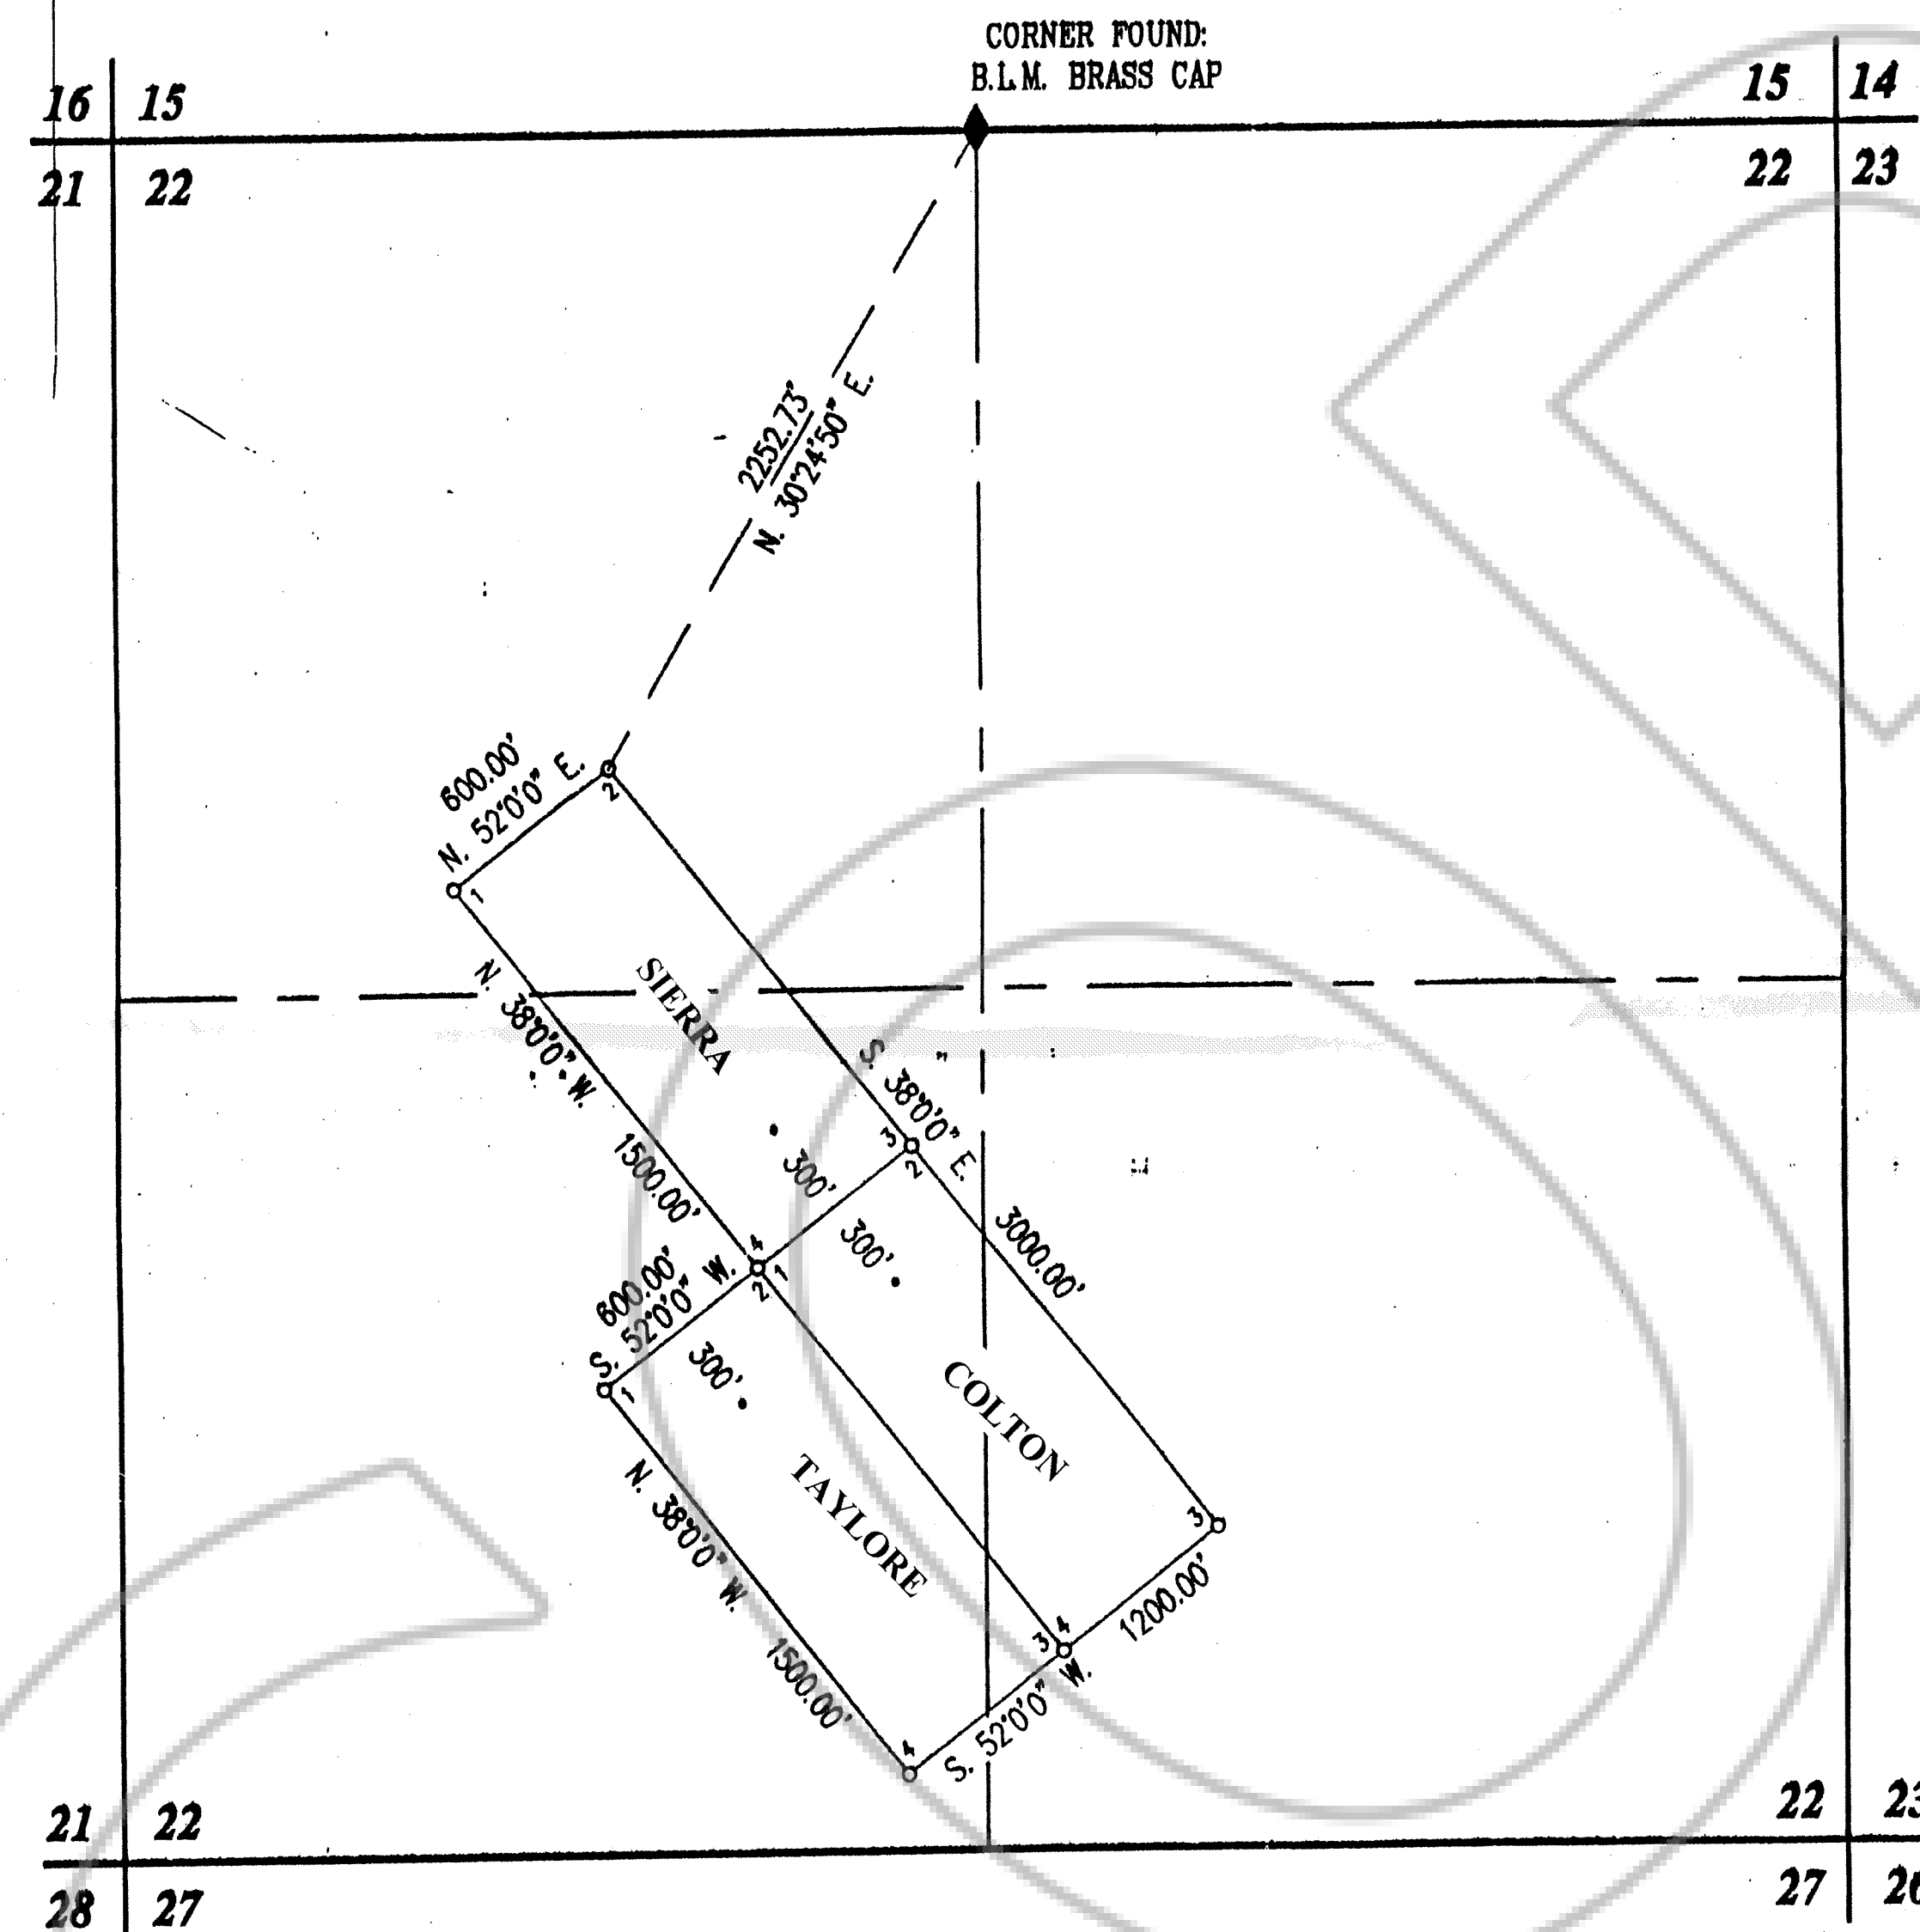 CORNER FOUND:
B.L.M. BRASS CAP
16 15
15 14
21 22
22 23
2252.73'
N. 30°24'50" E.
600.00'
N. 52°0'0" E.
2
1
SIERRA
N. 38°0'0" W.
1500.00'
S. 38°0'0" E.
3000.00'
3
2
300'
300'
4
1
2
600.00'
S. 52°0'0" W.
1
300'
COLTON
TAYLORE
N. 38°0'0" W.
1500.00'
3
1200.00'
4
3
S. 52°0'0" W.
4
21 22
22 23
28 27
27 26